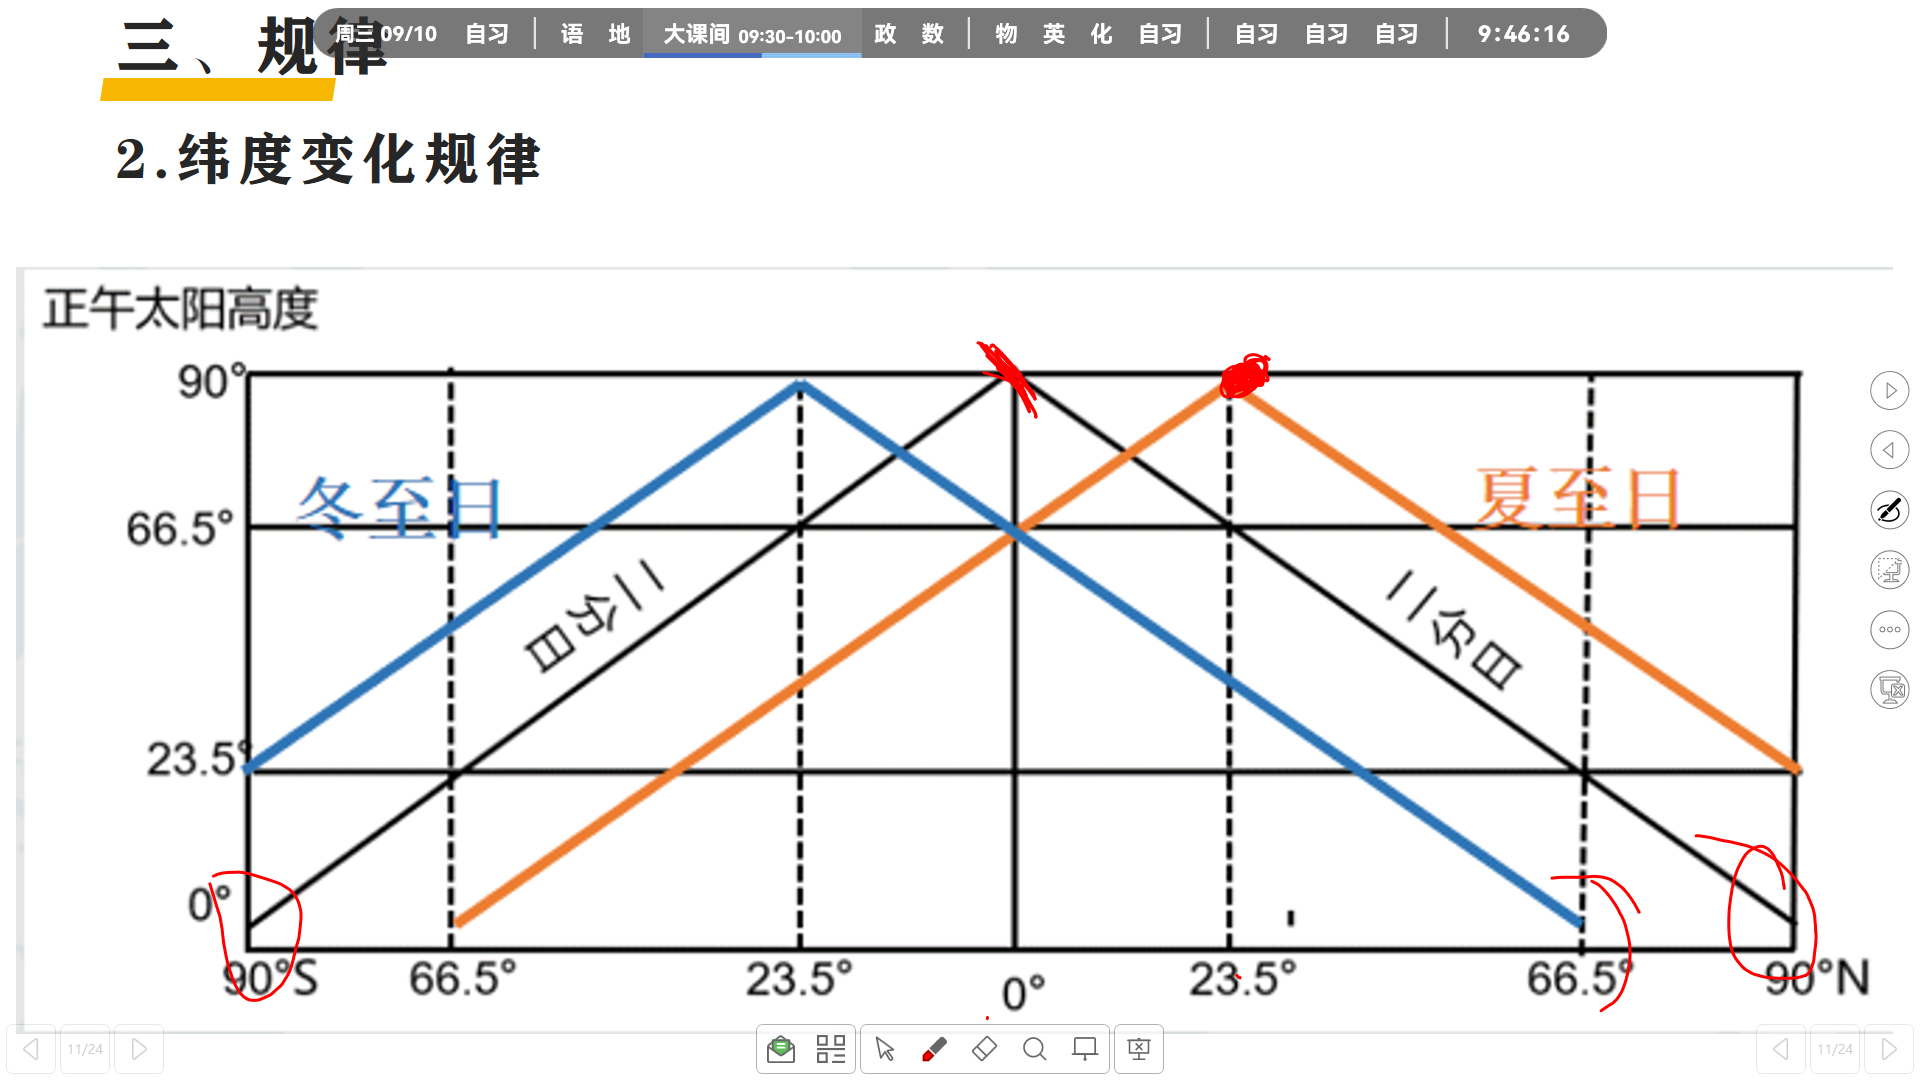 三、规律
周三 09/10 自习 | 语 地 大课间 09:30-10:00 政 数 | 物 英 化 自习 | 自习 自习 自习 | 9:46:16
2.纬度变化规律
正午太阳高度
90°
冬至日
夏至日
66.5°
二分日
二分日
23.5°
0°
90°S 66.5° 23.5° 0° 23.5° 66.5° 90°N
11/24
11/24